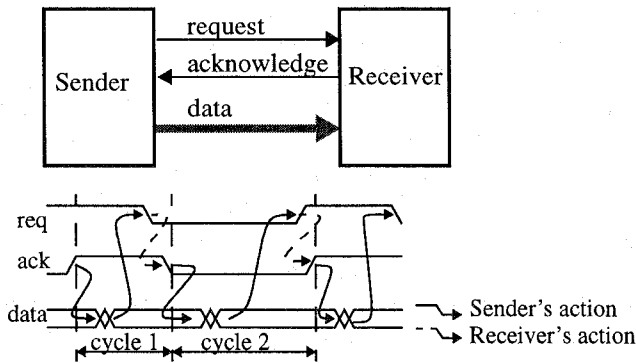 request
acknowledge
Sender
Receiver
data
req
ack
data
cycle 1
cycle 2
Sender's action
Receiver's action